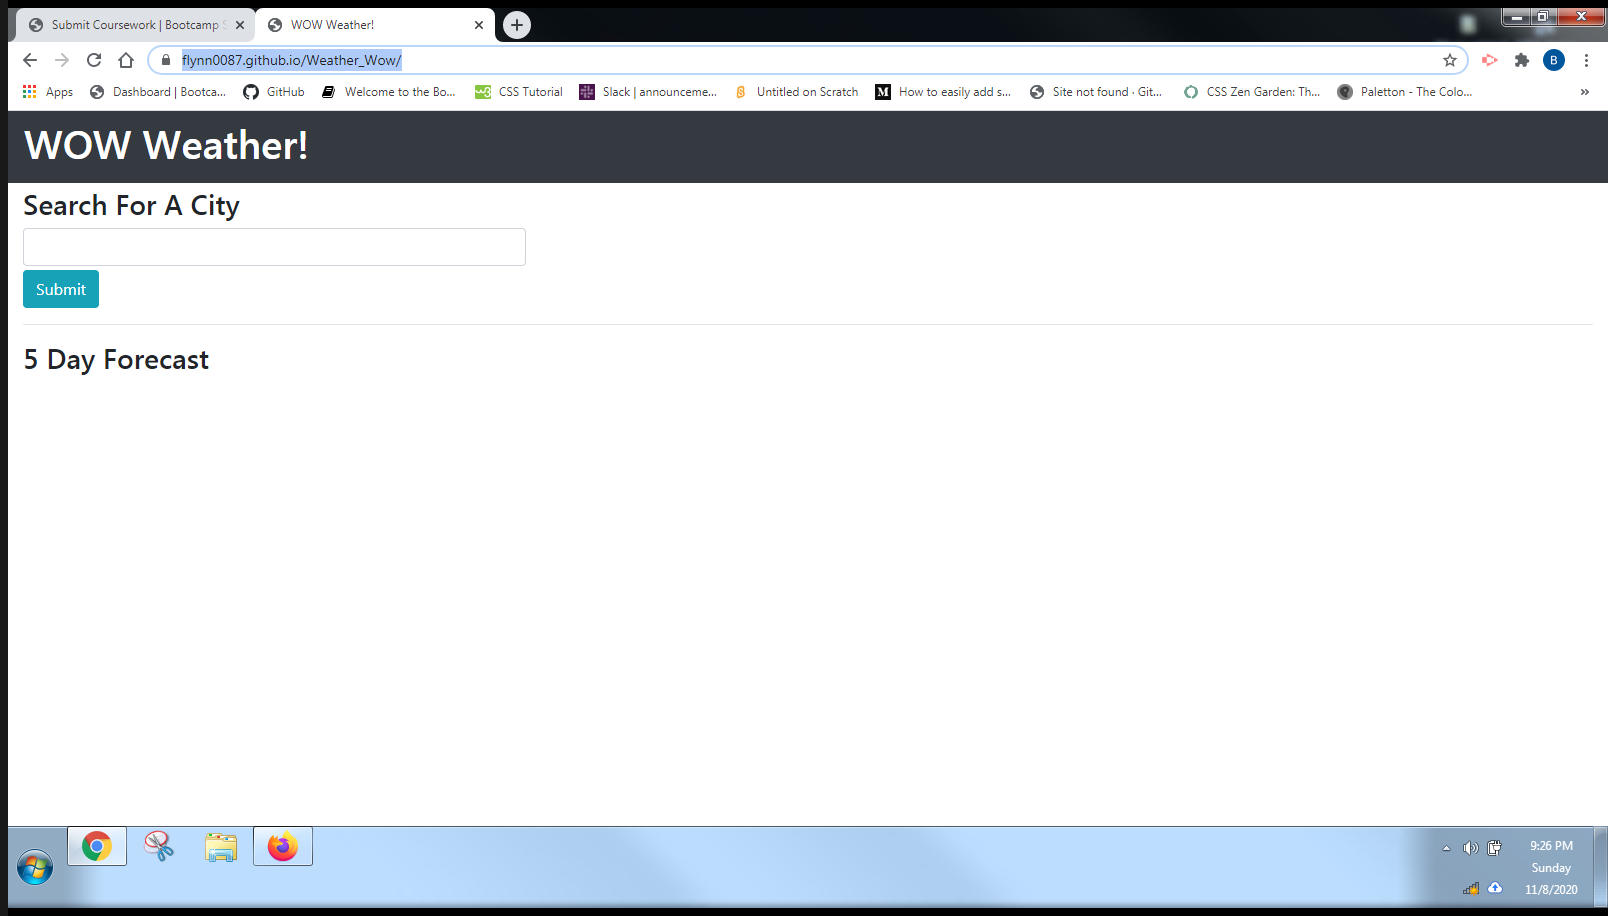 Submit Coursework | Bootcamp S
WOW Weather!
flynn0087.github.io/Weather_Wow/
B
Apps
Dashboard | Bootca...
GitHub
Welcome to the Bo...
CSS Tutorial
Slack | announceme...
Untitled on Scratch
How to easily add s...
Site not found · Git...
CSS Zen Garden: Th...
Paletton - The Colo...
WOW Weather!
Search For A City
Submit
5 Day Forecast
9:26 PM
Sunday
11/8/2020